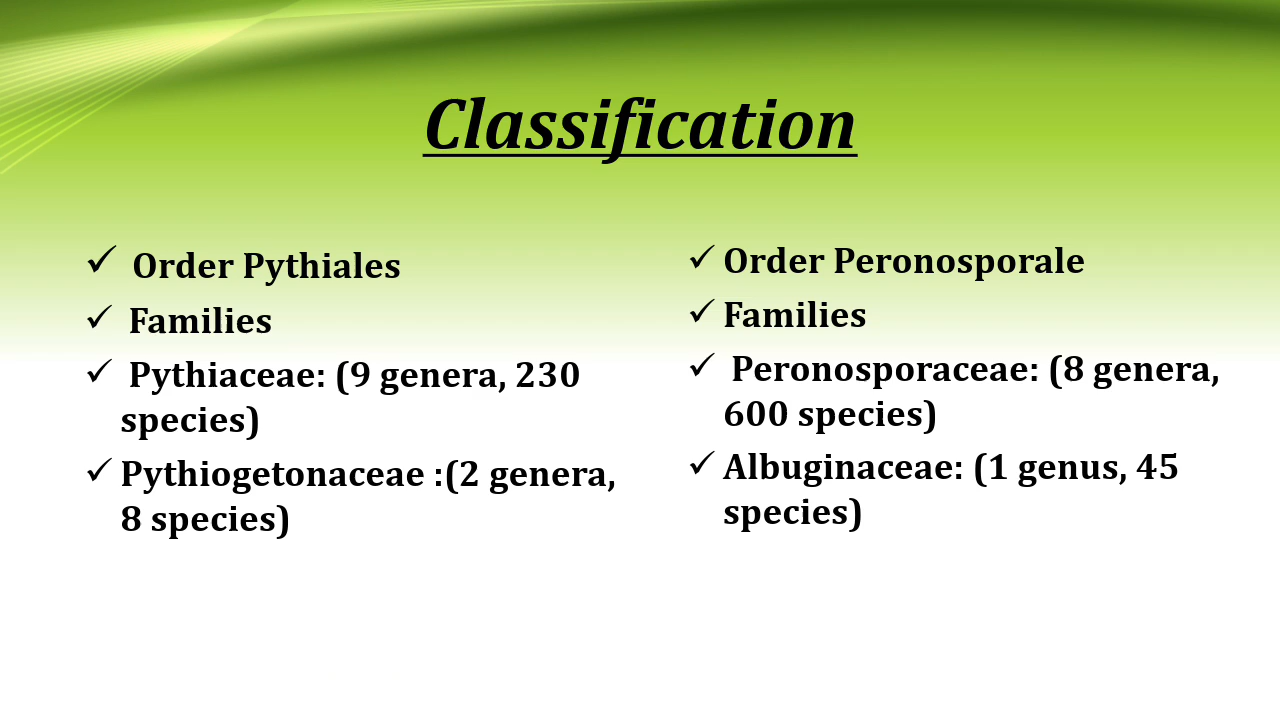 Classification
Order Pythiales
Families
Pythiaceae: (9 genera, 230
species)
Pythiogetonaceae :(2 genera,
8 species)
Order Peronosporale
Families
Peronosporaceae: (8 genera,
600 species)
Albuginaceae: (1 genus, 45
species)